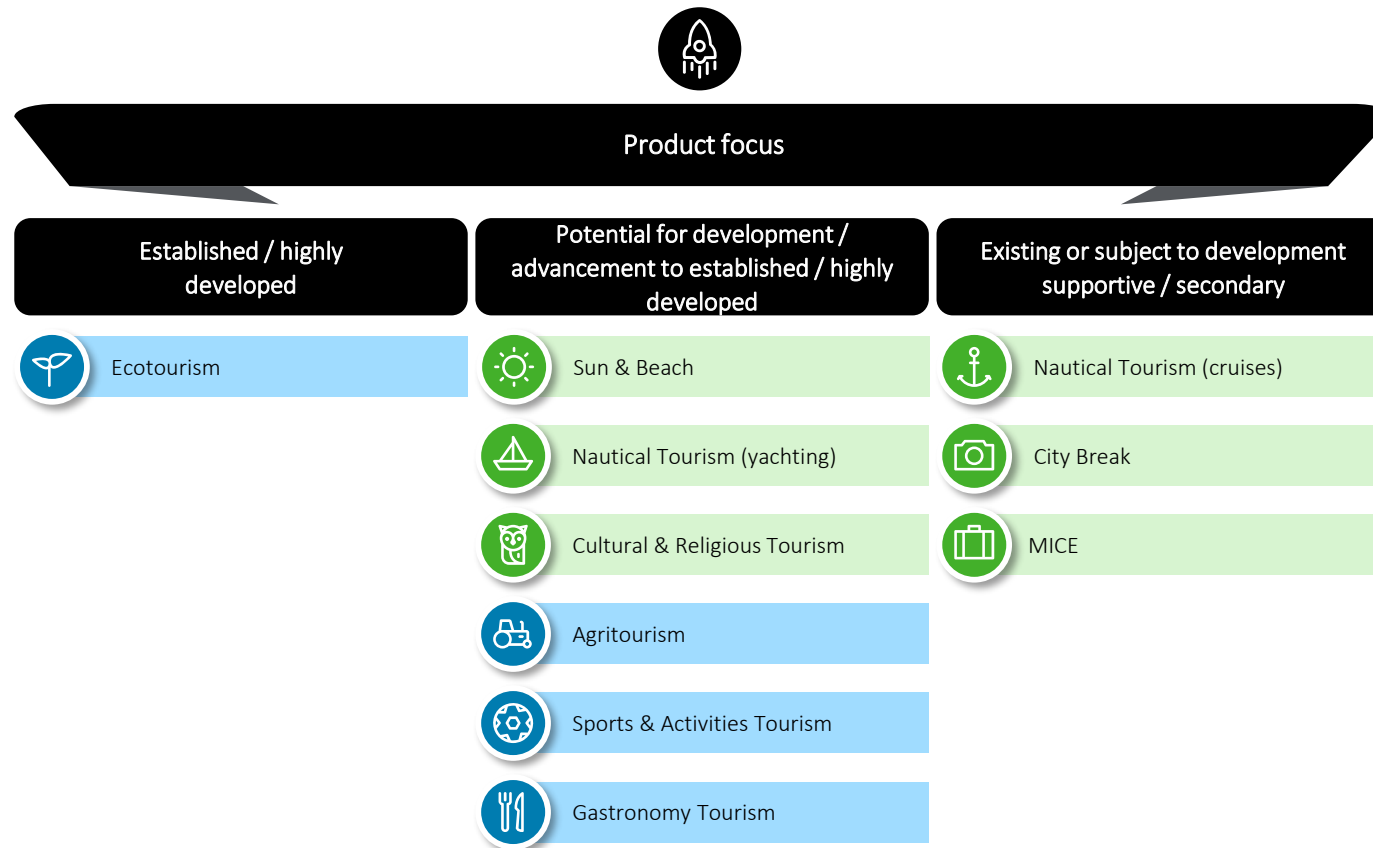 Product focus
Established / highly
developed
Potential for development /
advancement to established / highly
developed
Existing or subject to development
supportive / secondary
Ecotourism
Sun & Beach
Nautical Tourism (yachting)
Cultural & Religious Tourism
Agritourism
Sports & Activities Tourism
Gastronomy Tourism
Nautical Tourism (cruises)
City Break
MICE